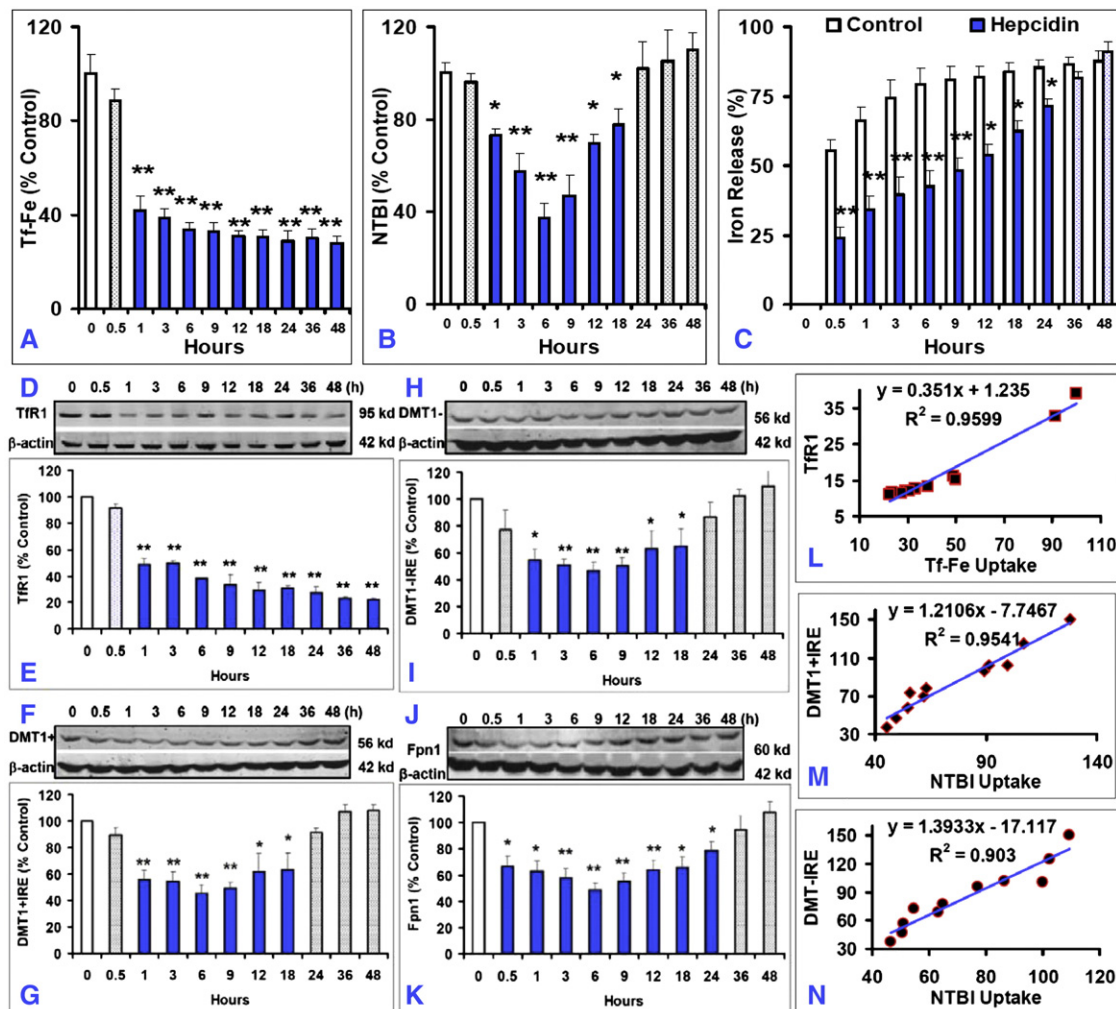 120
80
40
0
Tf-Fe (% Control)
** ** ** ** ** ** ** ** **
0 0.5 1 3 6 9 12 18 24 36 48
A
Hours
120
80
40
0
NTBI (% Control)
* ** ** ** * *
0 0.5 1 3 6 9 12 18 24 36 48
B
Hours
Control Hepcidin
100
75
50
25
0
Iron Release (%)
** ** ** ** ** * * *
0 0.5 1 3 6 9 12 18 24 36 48
C
Hours
D 0 0.5 1 3 6 9 12 18 24 36 48 (h)
TfR1 95 kd
β-actin 42 kd
120
100
80
60
40
20
0
TfR1 (% Control)
** ** ** ** ** ** ** ** **
0 0.5 1 3 6 9 12 18 24 36 48
E
Hours
F 0 0.5 1 3 6 9 12 18 24 36 48 (h)
DMT1+ 56 kd
β-actin 42 kd
120
100
80
60
40
20
0
DMT1+IRE (% Control)
** ** ** ** * *
0 0.5 1 3 6 9 12 18 24 36 48
G
Hours
H 0 0.5 1 3 6 9 12 18 24 36 48 (h)
DMT1- 56 kd
β-actin 42 kd
120
100
80
60
40
20
0
DMT1-IRE (% Control)
* ** ** ** * *
0 0.5 1 3 6 9 12 18 24 36 48
I
Hours
J 0 0.5 1 3 6 9 12 18 24 36 48 (h)
Fpn1 60 kd
β-actin 42 kd
120
100
80
60
40
20
0
Fpn1 (% Control)
* * ** ** ** ** * *
0 0.5 1 3 6 9 12 18 24 36 48
K
Hours
y = 0.351x + 1.235
R² = 0.9599
35
25
15
5
TfR1
10 30 50 70 90 110
L
Tf-Fe Uptake
y = 1.2106x - 7.7467
R² = 0.9541
150
110
70
30
DMT1+IRE
40 90 140
NTBI Uptake
M
y = 1.3933x - 17.117
R² = 0.903
150
120
90
60
30
DMT-IRE
40 60 80 100 120
NTBI Uptake
N